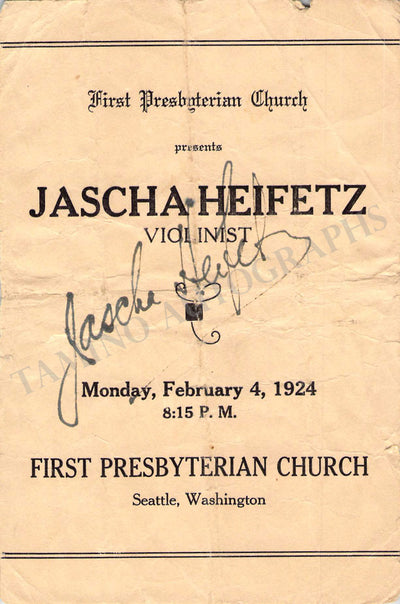 First Presbyterian Church
presents
JASCHA HEIFETZ
VIOLINIST
Jascha Heifetz
TAMINO AUTOGRAPHS
Monday, February 4, 1924
8:15 P. M.
FIRST PRESBYTERIAN CHURCH
Seattle, Washington